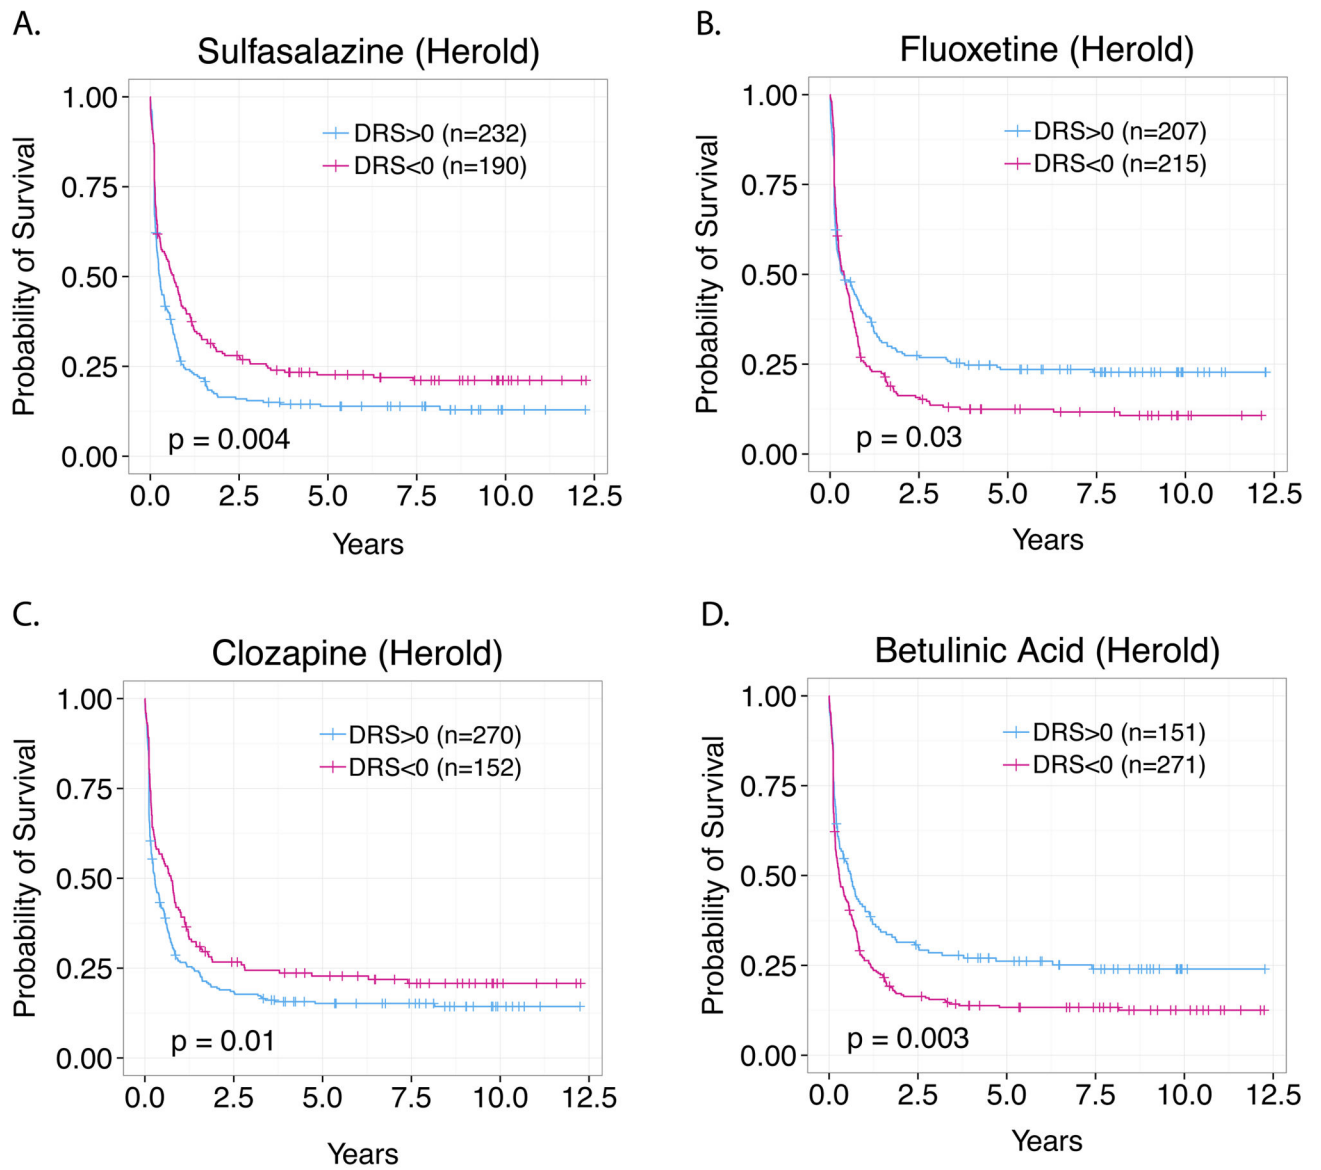 A.
Sulfasalazine (Herold)
Probability of Survival
1.00
0.75
0.50
0.25
0.00
DRS>0 (n=232)
DRS<0 (n=190)
p = 0.004
0.0 2.5 5.0 7.5 10.0 12.5
Years
B.
Fluoxetine (Herold)
Probability of Survival
1.00
0.75
0.50
0.25
0.00
DRS>0 (n=207)
DRS<0 (n=215)
p = 0.03
0.0 2.5 5.0 7.5 10.0 12.5
Years
C.
Clozapine (Herold)
Probability of Survival
1.00
0.75
0.50
0.25
0.00
DRS>0 (n=270)
DRS<0 (n=152)
p = 0.01
0.0 2.5 5.0 7.5 10.0 12.5
Years
D.
Betulinic Acid (Herold)
Probability of Survival
1.00
0.75
0.50
0.25
0.00
DRS>0 (n=151)
DRS<0 (n=271)
p = 0.003
0.0 2.5 5.0 7.5 10.0 12.5
Years